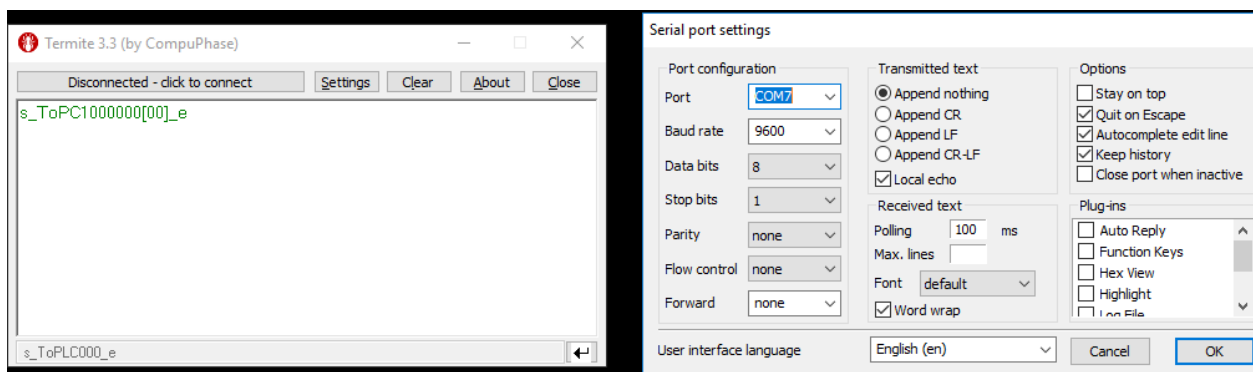 Termite 3.3 (by CompuPhase)
Disconnected - click to connect
Settings
Clear
About
Close
s_ToPC1000000[00]_e
s_ToPLC000_e
Serial port settings
Port configuration
Port
COM7
Baud rate
9600
Data bits
8
Stop bits
1
Parity
none
Flow control
none
Forward
none
Transmitted text
Append nothing
Append CR
Append LF
Append CR-LF
Local echo
Received text
Polling
100
ms
Max. lines
Font
default
Word wrap
Options
Stay on top
Quit on Escape
Autocomplete edit line
Keep history
Close port when inactive
Plug-ins
Auto Reply
Function Keys
Hex View
Highlight
Log File
User interface language
English (en)
Cancel
OK